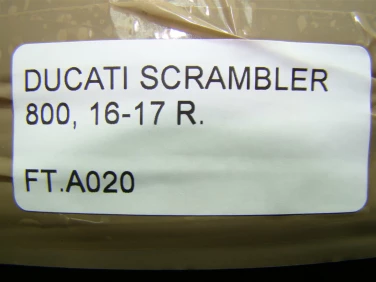 DUCATI SCRAMBLER
800, 16-17 R.
FT.A020